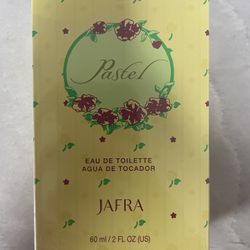 Pastel
EAU DE TOILETTE
AGUA DE TOCADOR
JAFRA
60 ml / 2 FL OZ (US)